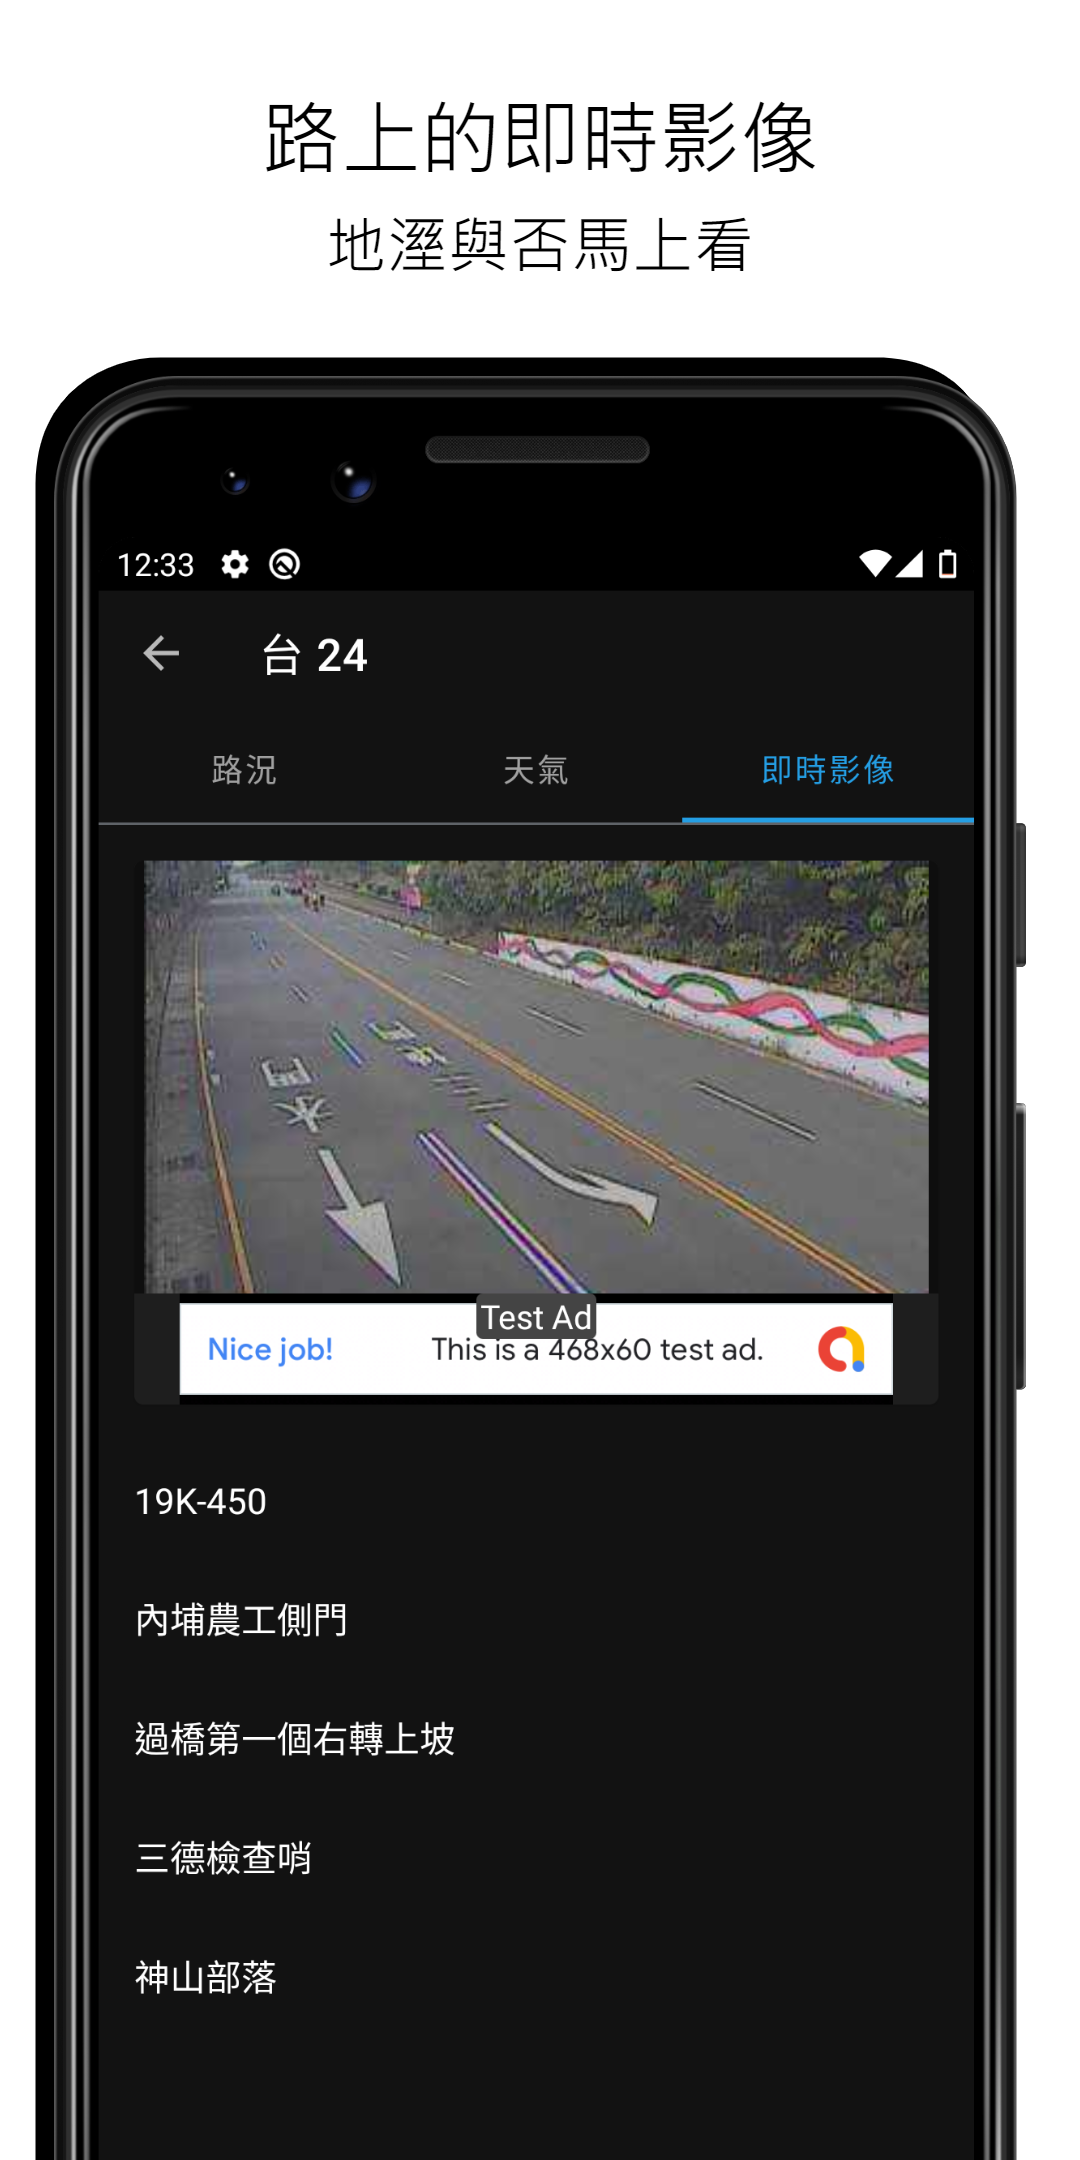 路上的即時影像
地溼與否馬上看
12:33
台 24
路況
天氣
即時影像
Test Ad
Nice job!
This is a 468x60 test ad.
19K-450
內埔農工側門
過橋第一個右轉上坡
三德檢查哨
神山部落